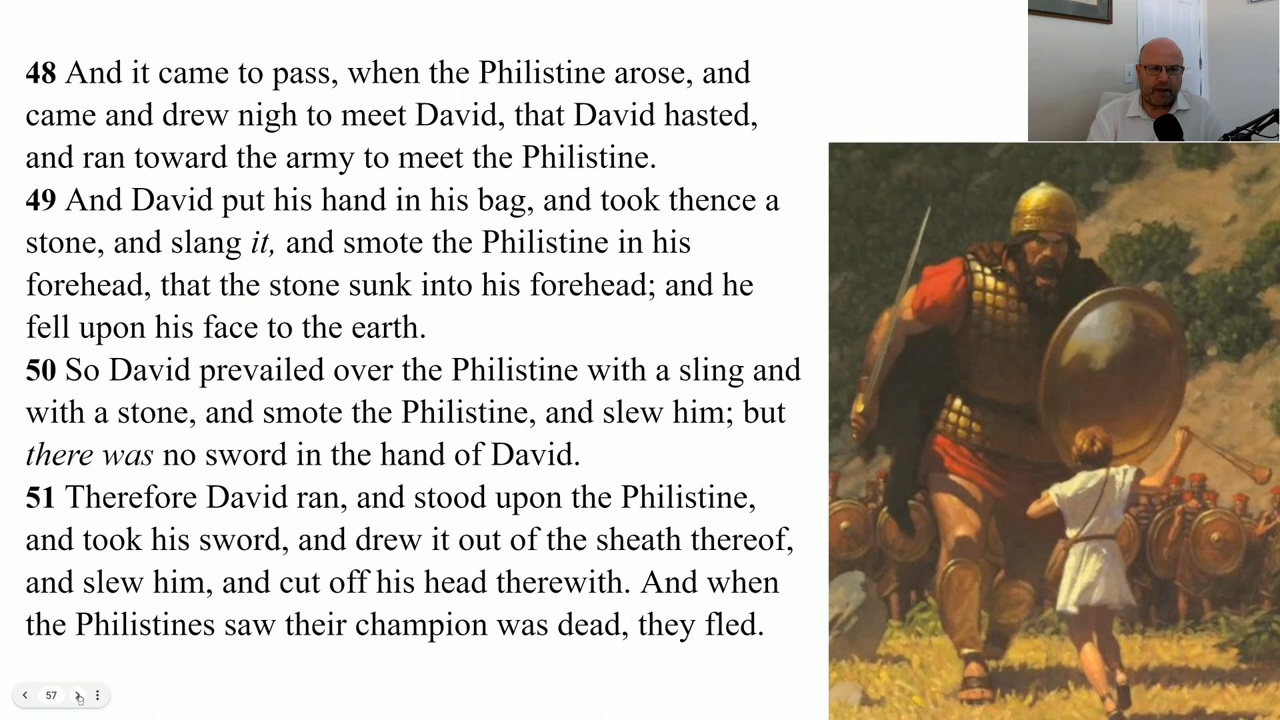 48 And it came to pass, when the Philistine arose, and
came and drew nigh to meet David, that David hasted,
and ran toward the army to meet the Philistine.
49 And David put his hand in his bag, and took thence a
stone, and slang it, and smote the Philistine in his
forehead, that the stone sunk into his forehead; and he
fell upon his face to the earth.
50 So David prevailed over the Philistine with a sling and
with a stone, and smote the Philistine, and slew him; but
there was no sword in the hand of David.
51 Therefore David ran, and stood upon the Philistine,
and took his sword, and drew it out of the sheath thereof,
and slew him, and cut off his head therewith. And when
the Philistines saw their champion was dead, they fled.
57